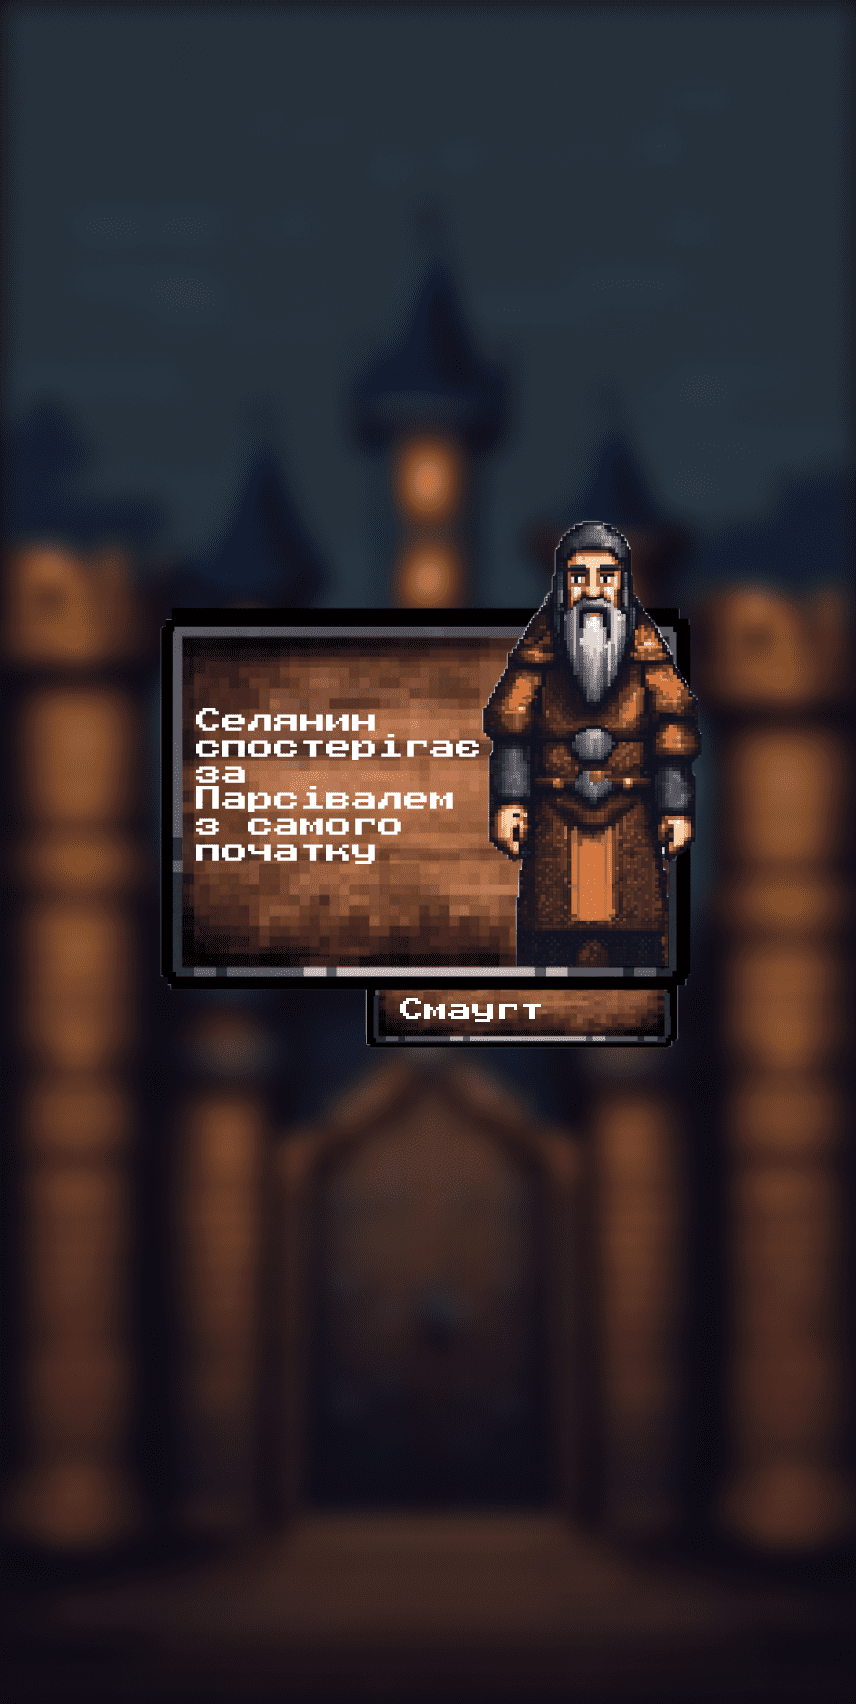 Селянин
спостерігає
за
Парсівалем
з самого
початку
Смаугт